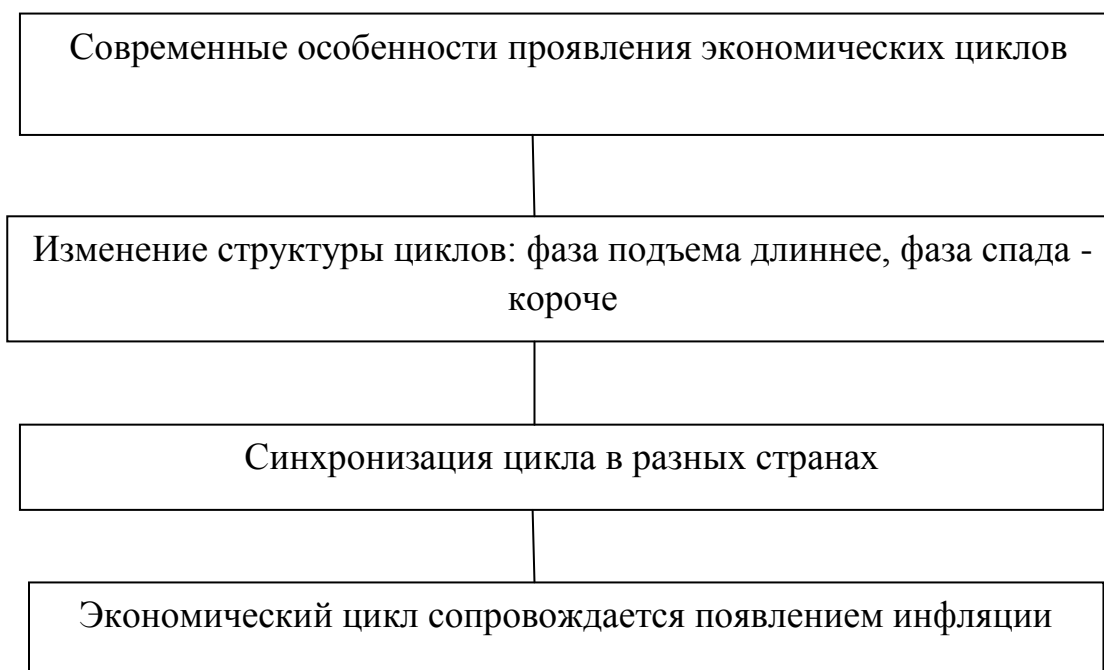 Современные особенности проявления экономических циклов
Изменение структуры циклов: фаза подъема длиннее, фаза спада -
короче
Синхронизация цикла в разных странах
Экономический цикл сопровождается появлением инфляции